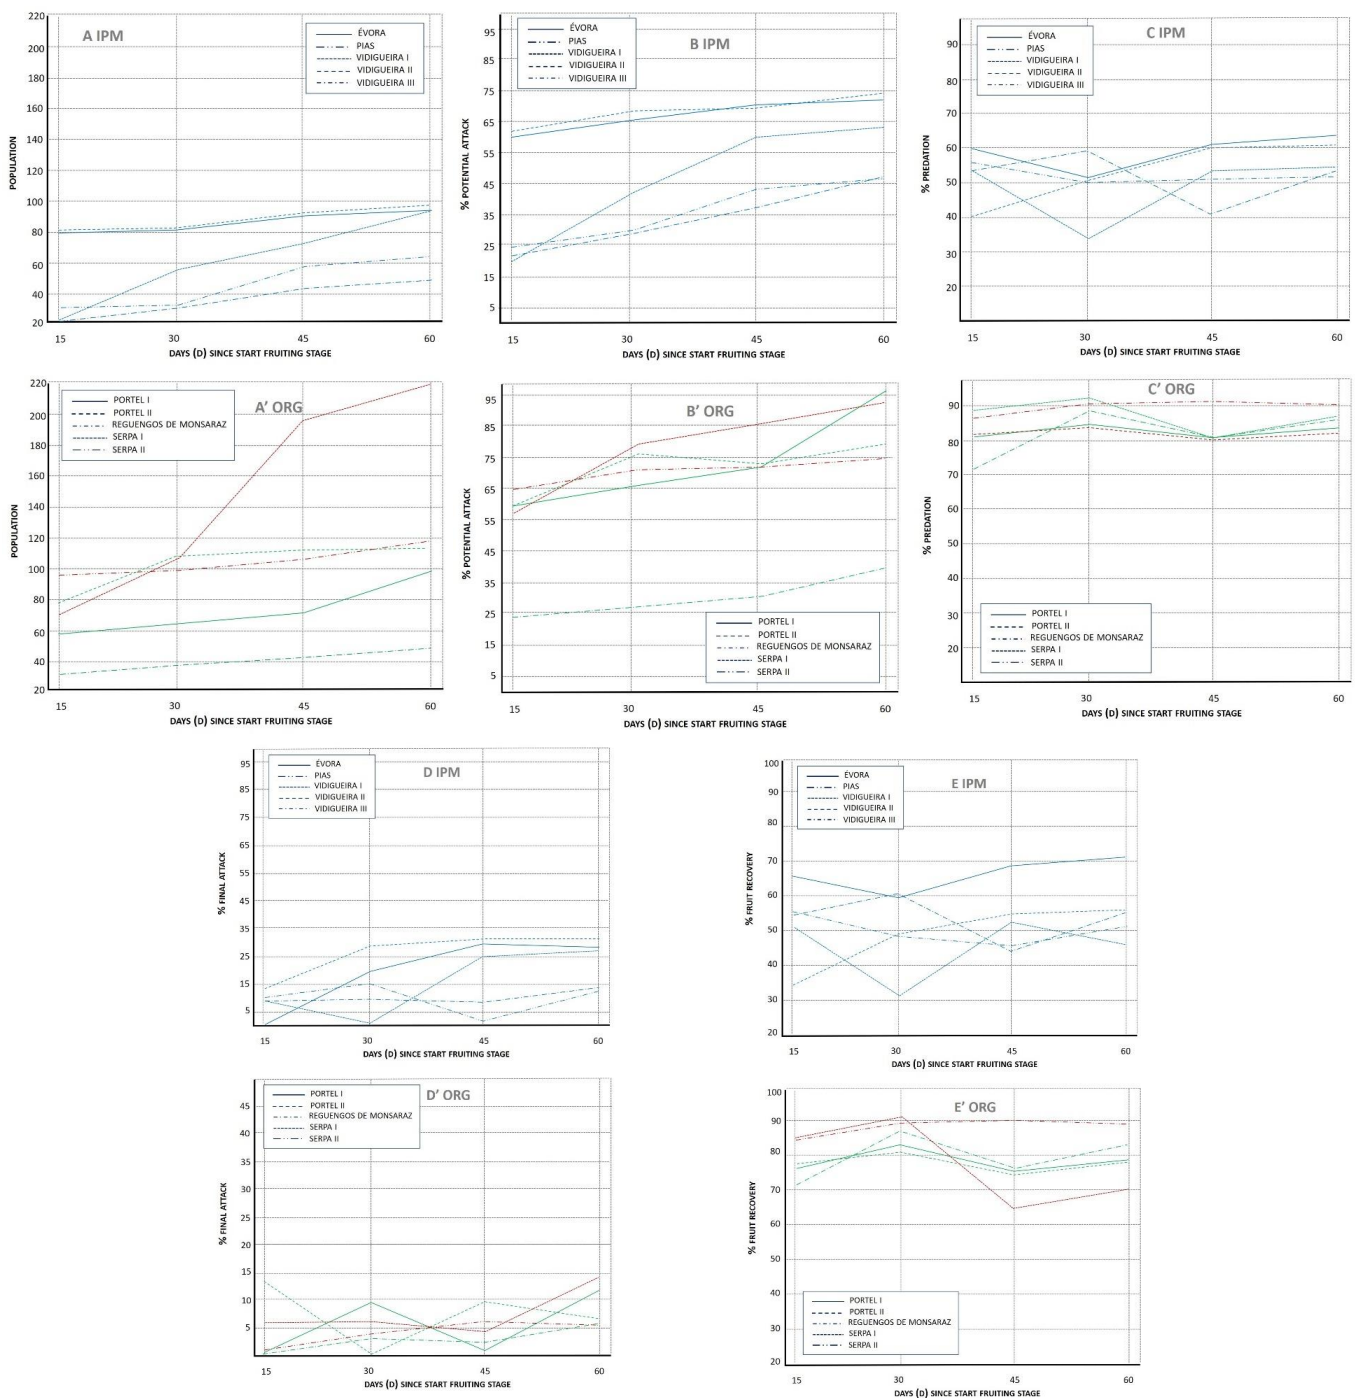 A IPM
220
200
180
160
140
120
100
80
60
40
20
15 30 45 60
POPULATION
DAYS (D) SINCE START FRUITING STAGE
ÉVORA
PIAS
VIDIGUEIRA I
VIDIGUEIRA II
VIDIGUEIRA III
B IPM
95
85
75
65
55
45
35
25
15
5
15 30 45 60
% POTENTIAL ATTACK
DAYS (D) SINCE START FRUITING STAGE
ÉVORA
PIAS
VIDIGUEIRA I
VIDIGUEIRA II
VIDIGUEIRA III
C IPM
90
80
70
60
50
40
30
20
15 30 45 60
% PREDATION
DAYS (D) SINCE START FRUITING STAGE
ÉVORA
PIAS
VIDIGUEIRA I
VIDIGUEIRA II
VIDIGUEIRA III
A' ORG
220
200
180
160
140
120
100
80
60
40
20
15 30 45 60
POPULATION
DAYS (D) SINCE START FRUITING STAGE
PORTEL I
PORTEL II
REGUENGOS DE MONSARAZ
SERPA I
SERPA II
B' ORG
95
85
75
65
55
45
35
25
15
5
15 30 45 60
% POTENTIAL ATTACK
DAYS (D) SINCE START FRUITING STAGE
PORTEL I
PORTEL II
REGUENGOS DE MONSARAZ
SERPA I
SERPA II
C' ORG
90
80
70
60
50
40
30
20
15 30 45 60
% PREDATION
DAYS (D) SINCE START FRUITING STAGE
PORTEL I
PORTEL II
REGUENGOS DE MONSARAZ
SERPA I
SERPA II
D IPM
95
85
75
65
55
45
35
25
15
5
15 30 45 60
% FINAL ATTACK
DAYS (D) SINCE START FRUITING STAGE
ÉVORA
PIAS
VIDIGUEIRA I
VIDIGUEIRA II
VIDIGUEIRA III
E IPM
100
90
80
70
60
50
40
30
20
15 30 45 60
% FRUIT RECOVERY
DAYS (D) SINCE START FRUITING STAGE
ÉVORA
PIAS
VIDIGUEIRA I
VIDIGUEIRA II
VIDIGUEIRA III
D' ORG
45
40
35
30
25
20
15
10
5
15 30 45 60
% FINAL ATTACK
DAYS (D) SINCE START FRUITING STAGE
PORTEL I
PORTEL II
REGUENGOS DE MONSARAZ
SERPA I
SERPA II
E' ORG
100
90
80
70
60
50
40
30
20
15 30 45 60
% FRUIT RECOVERY
DAYS (D) SINCE START FRUITING STAGE
PORTEL I
PORTEL II
REGUENGOS DE MONSARAZ
SERPA I
SERPA II